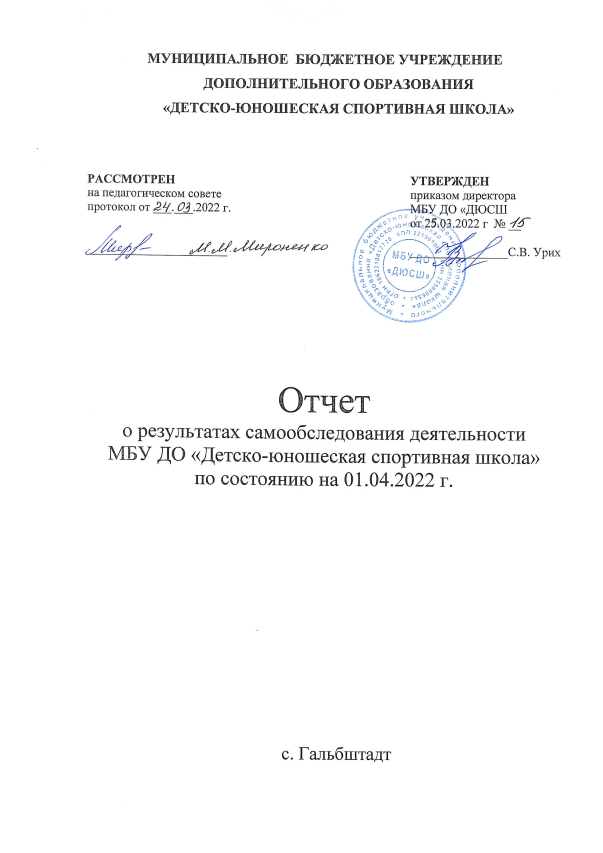 МУНИЦИПАЛЬНОЕ БЮДЖЕТНОЕ УЧРЕЖДЕНИЕ
ДОПОЛНИТЕЛЬНОГО ОБРАЗОВАНИЯ
«ДЕТСКО-ЮНОШЕСКАЯ СПОРТИВНАЯ ШКОЛА»
РАССМОТРЕН
на педагогическом совете
протокол от 24.03.2022 г.
М.М.Мироненко
УТВЕРЖДЕН
приказом директора
МБУ ДО «ДЮСШ
от 25.03.2022 г № 15
С.В. Урих
МБУ ДО
«ДЮСШ»
Отчет
о результатах самообследования деятельности
МБУ ДО «Детско-юношеская спортивная школа»
по состоянию на 01.04.2022 г.
с. Гальбштадт